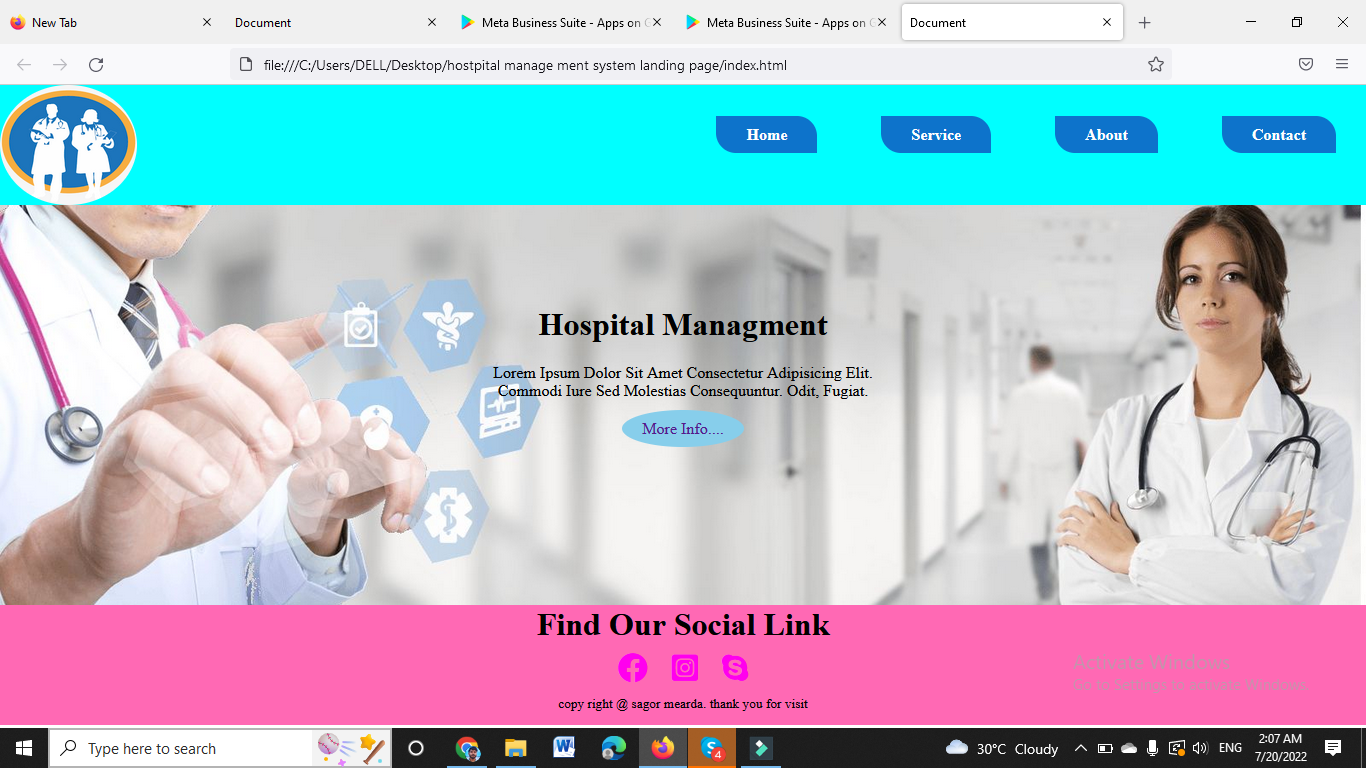 New Tab
Document
Meta Business Suite - Apps on G
Meta Business Suite - Apps on G
Document
file:///C:/Users/DELL/Desktop/hostpital manage ment system landing page/index.html
Home
Service
About
Contact
Hospital Managment
Lorem Ipsum Dolor Sit Amet Consectetur Adipisicing Elit.
Commodi Iure Sed Molestias Consequuntur. Odit, Fugiat.
More Info....
Find Our Social Link
Activate Windows
Go to Settings to activate Windows.
copy right @ sagor mearda. thank you for visit
Type here to search
4
30°C Cloudy
ENG
2:07 AM
7/20/2022